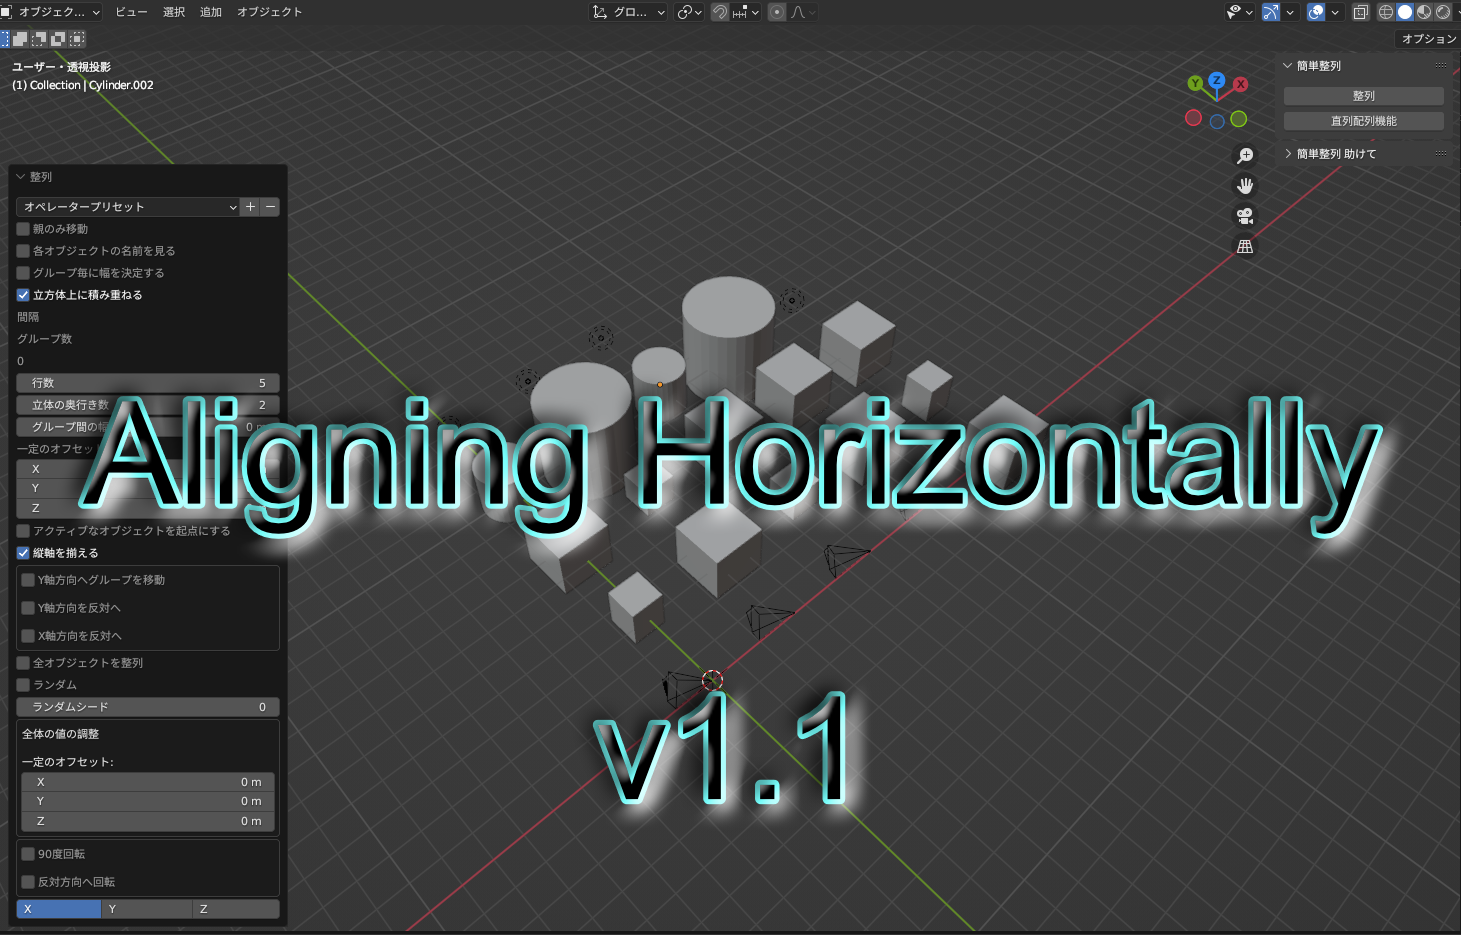 オブジェク...
ビュー 選択 追加 オブジェクト
グロ...
オプション
ユーザー・透視投影
(1) Collection | Cylinder.002
Y Z X
簡単整列
整列
直列配列機能
簡単整列 助けて
整列
オペレータープリセット
親のみ移動
各オブジェクトの名前を見る
グループ毎に幅を決定する
立方体上に積み重ねる
間隔
グループ数
0
行数 5
立体の奥行き数 2
グループ間の 0
一定のオフセッ
X
Y
Z
Aligning Horizontally
アクティブなオブジェクトを起点にする
縦軸を揃える
Y軸方向へグループを移動
Y軸方向を反対へ
X軸方向を反対へ
全オブジェクトを整列
ランダム
ランダムシード 0
v1.1
全体の値の調整
一定のオフセット:
X 0 m
Y 0 m
Z 0 m
90度回転
反対方向へ回転
X Y Z